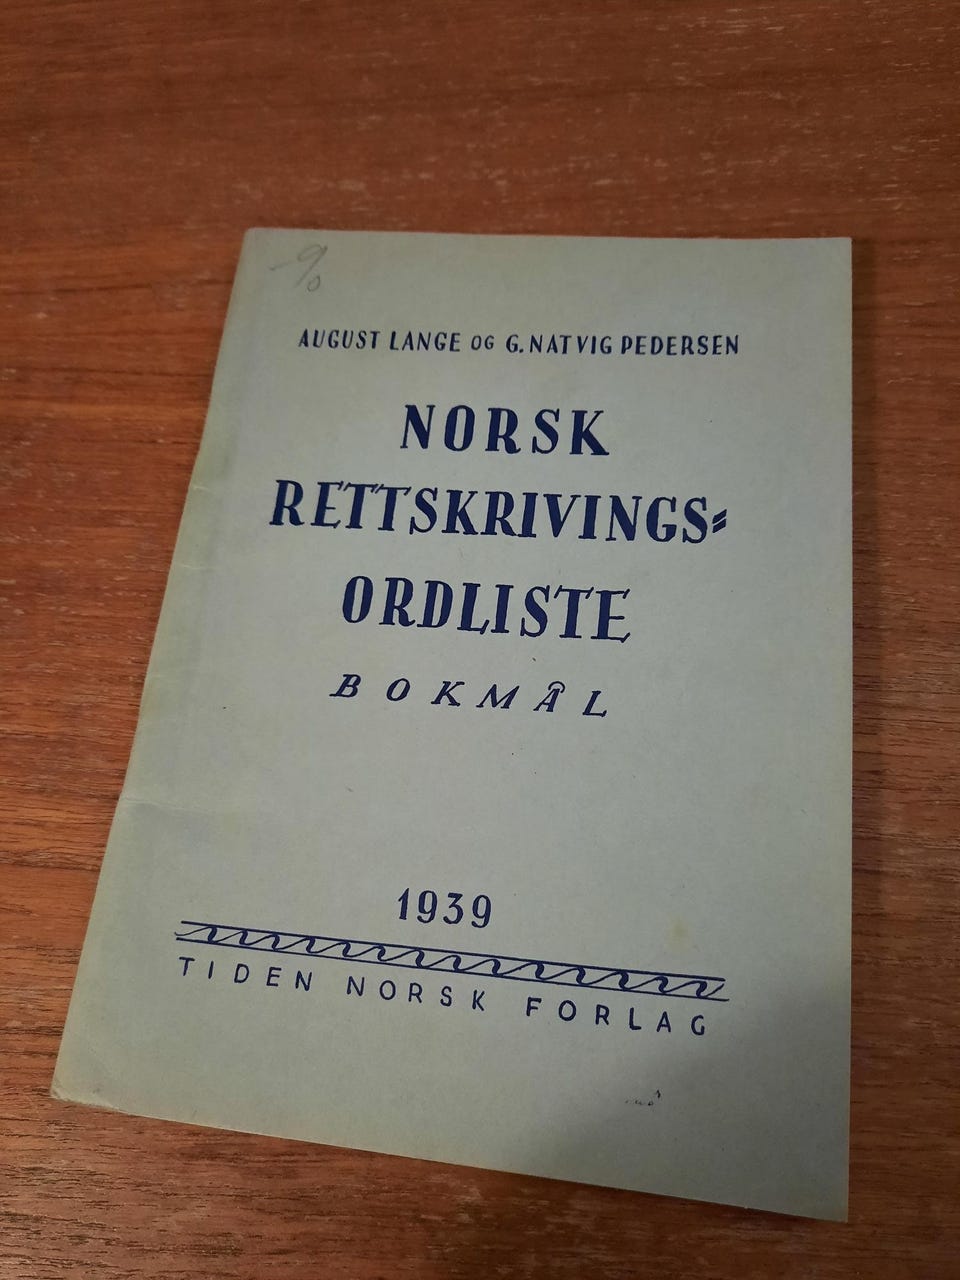 AUGUST LANGE OG G. NATVIG PEDERSEN
NORSK
RETTSKRIVINGS=
ORDLISTE
BOKMÅL
1939
TIDEN NORSK FORLAG